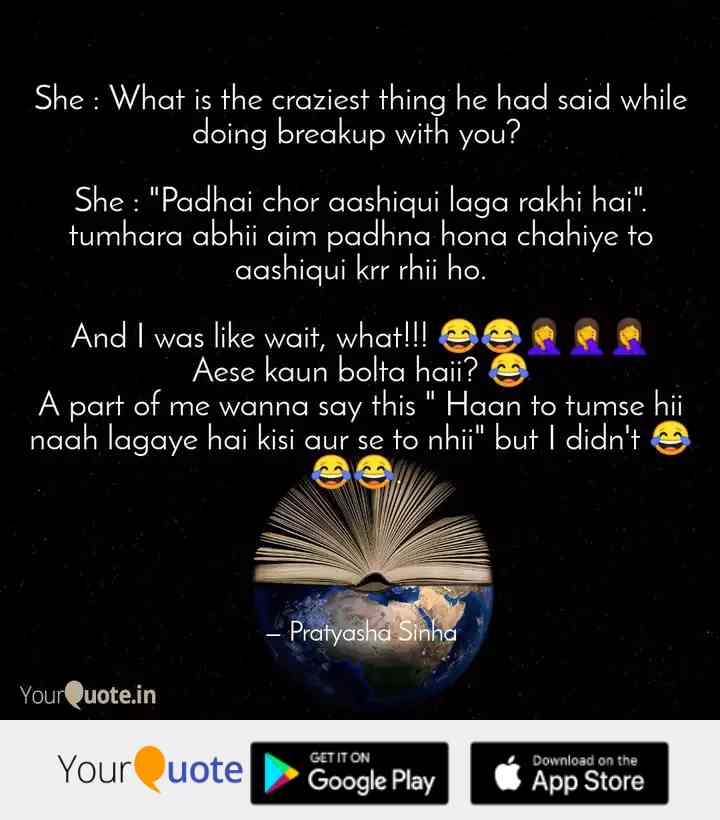 She : What is the craziest thing he had said while
doing breakup with you?
She : "Padhai chor aashiqui laga rakhi hai".
tumhara abhii aim padhna hona chahiye to
aashiqui krr rhii ho.
And I was like wait, what!!! 😂😂🤦‍♀️🤦‍♀️🤦‍♀️
Aese kaun bolta haii? 😂
A part of me wanna say this " Haan to tumse hii
naah lagaye hai kisi aur se to nhii" but I didn't 😂
😂😂.
– Pratyasha Sinha
YourQuote.in
YourQuote
GET IT ON
Google Play
Download on the
App Store